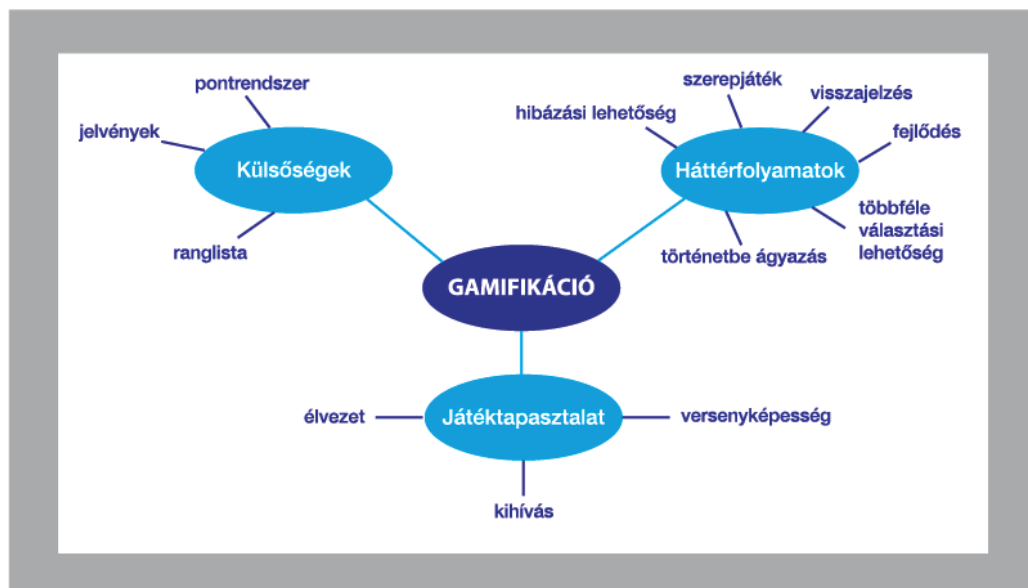 pontrendszer
jelvények
Külsőségek
ranglista
szerepjáték
hibázási lehetőség
visszajelzés
fejlődés
Háttérfolyamatok
többféle
választási
lehetőség
történetbe ágyazás
GAMIFIKÁCIÓ
élvezet
Játéktapasztalat
versenyképesség
kihívás